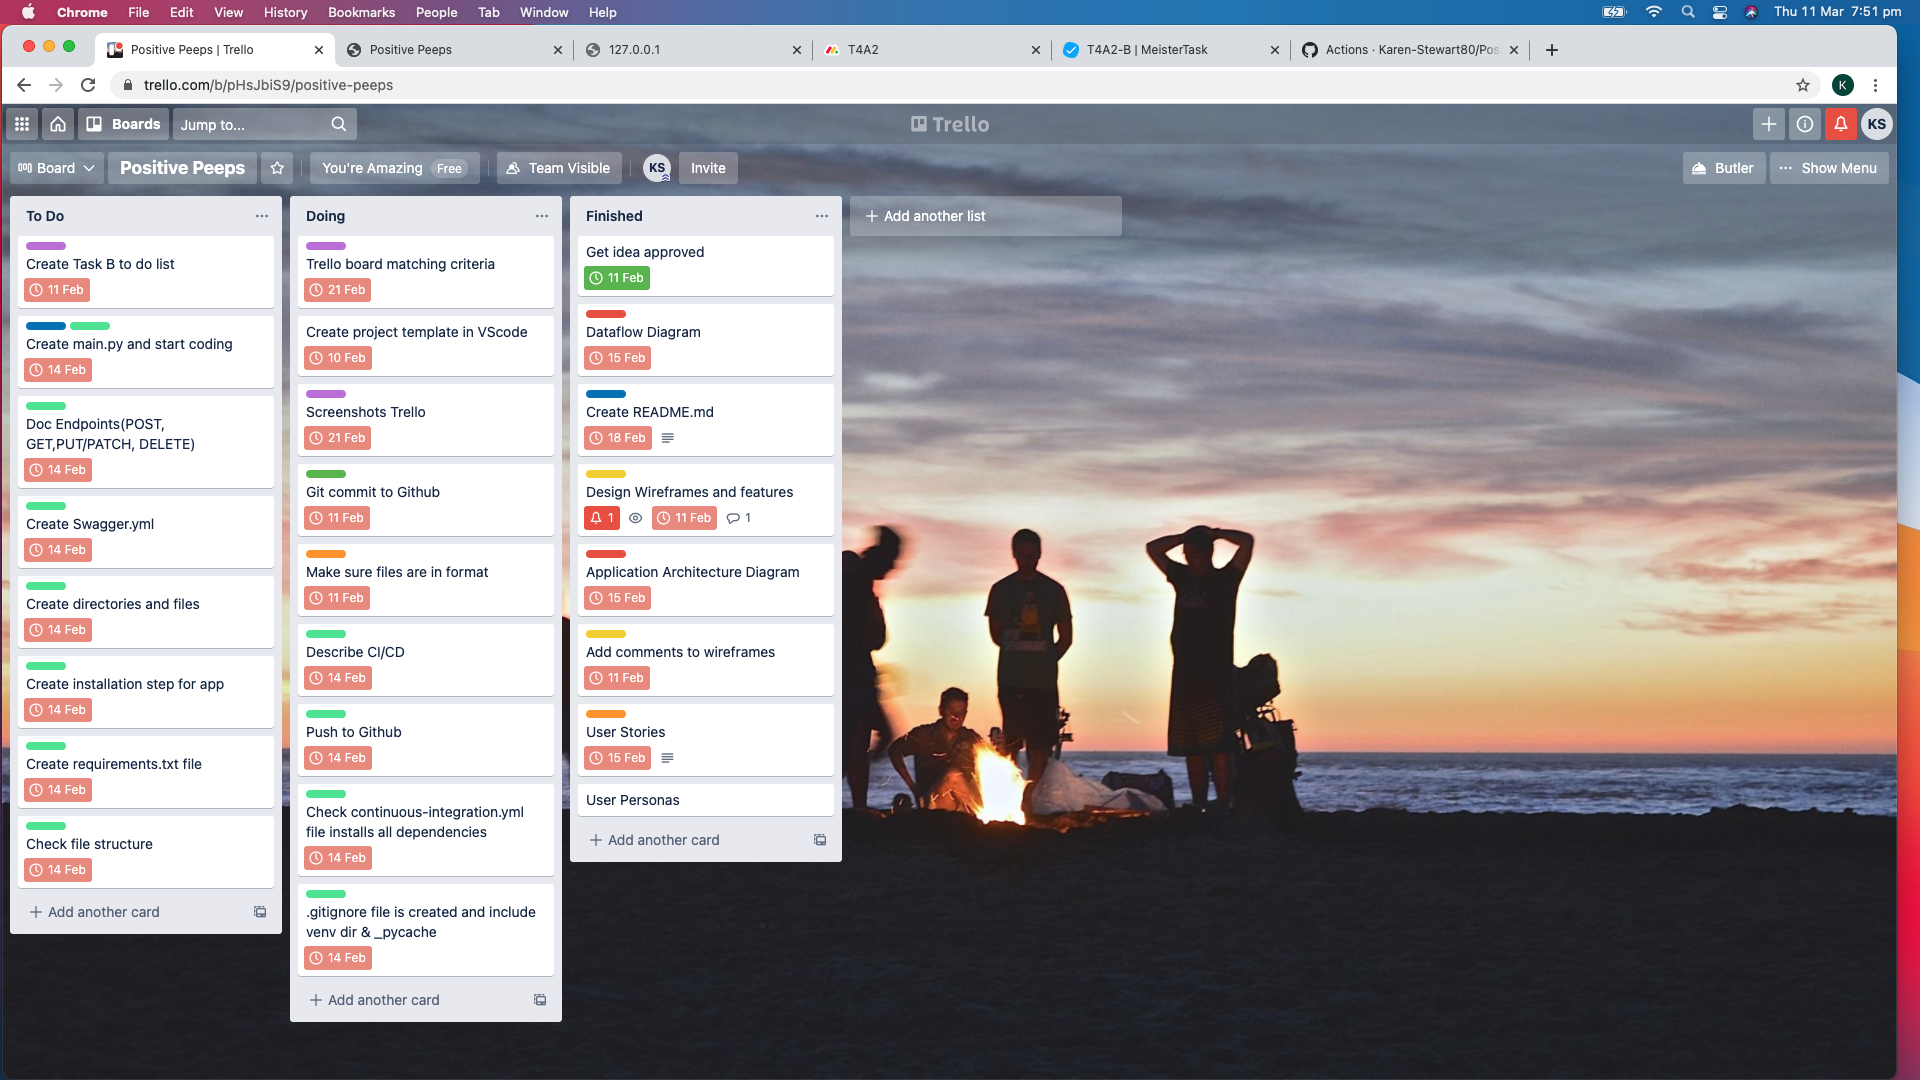 Chrome File Edit View History Bookmarks People Tab Window Help Thu 11 Mar 7:51 pm
Positive Peeps | Trello Positive Peeps 127.0.0.1 T4A2 T4A2-B | MeisterTask Actions · Karen-Stewart80/Pos
trello.com/b/pHsJbiS9/positive-peeps K
Boards Jump to... Trello KS
Board Positive Peeps You're Amazing Free Team Visible KS Invite Butler Show Menu
To Do
Create Task B to do list
11 Feb
Create main.py and start coding
14 Feb
Doc Endpoints(POST,
GET,PUT/PATCH, DELETE)
14 Feb
Create Swagger.yml
14 Feb
Create directories and files
14 Feb
Create installation step for app
14 Feb
Create requirements.txt file
14 Feb
Check file structure
14 Feb
Add another card
Doing
Trello board matching criteria
21 Feb
Create project template in VScode
10 Feb
Screenshots Trello
21 Feb
Git commit to Github
11 Feb
Make sure files are in format
11 Feb
Describe CI/CD
14 Feb
Push to Github
14 Feb
Check continuous-integration.yml
file installs all dependencies
14 Feb
.gitignore file is created and include
venv dir & _pycache
14 Feb
Add another card
Finished
Get idea approved
11 Feb
Dataflow Diagram
15 Feb
Create README.md
18 Feb
Design Wireframes and features
1 11 Feb 1
Application Architecture Diagram
15 Feb
Add comments to wireframes
11 Feb
User Stories
15 Feb
User Personas
Add another card
Add another list